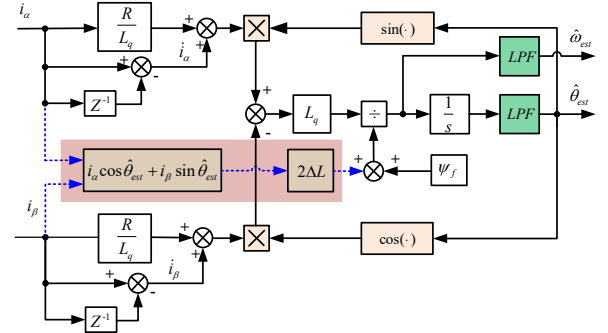 i_α
R/L_q
+
+
i̇_α
+
-
Z⁻¹
sin(·)
ω̂_est
LPF
+
-
L_q
÷
1/s
LPF
θ̂_est
i_α cos θ̂_est + i_β sin θ̂_est
2ΔL
+
+
ψ_f
i_β
R/L_q
+
+
i̇_β
+
-
Z⁻¹
cos(·)